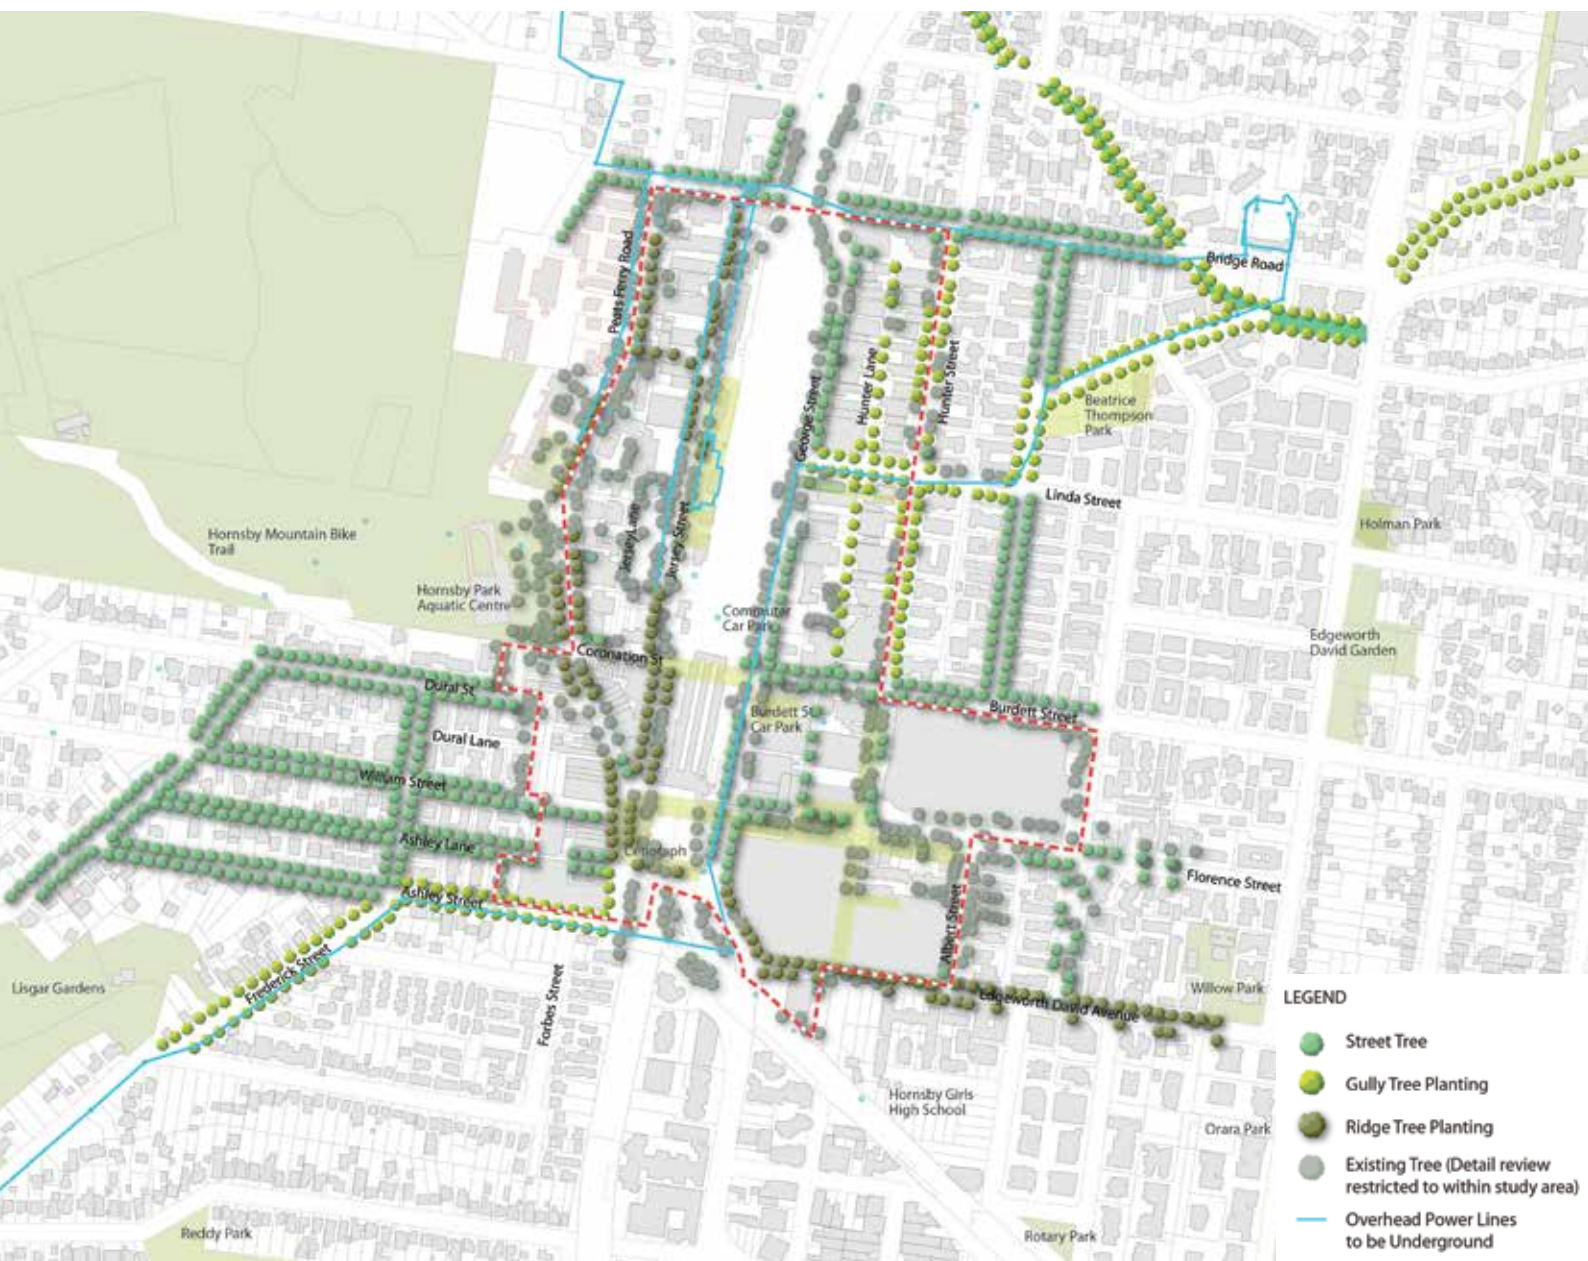 Peats Ferry Road
Bridge Road
George Street
Hunter Lane
Hunter Street
Beatrice
Thompson
Park
Linda Street
Holman Park
Hornsby Mountain Bike
Trail
Jersey Lane
Jersey Street
Hornsby Park
Aquatic Centre
Commuter
Car Park
Edgeworth
David Garden
Coronation St
Dural St
Burdett St
Car Park
Burdett Street
Dural Lane
William Street
Ashley Lane
Cenotaph
Florence Street
Ashley Street
Albert Street
Frederick Street
Lisgar Gardens
Forbes Street
Edgeworth David Avenue
Willow Park
Hornsby Girls
High School
Orara Park
Reddy Park
Rotary Park
LEGEND
Street Tree
Gully Tree Planting
Ridge Tree Planting
Existing Tree (Detail review
restricted to within study area)
Overhead Power Lines
to be Underground